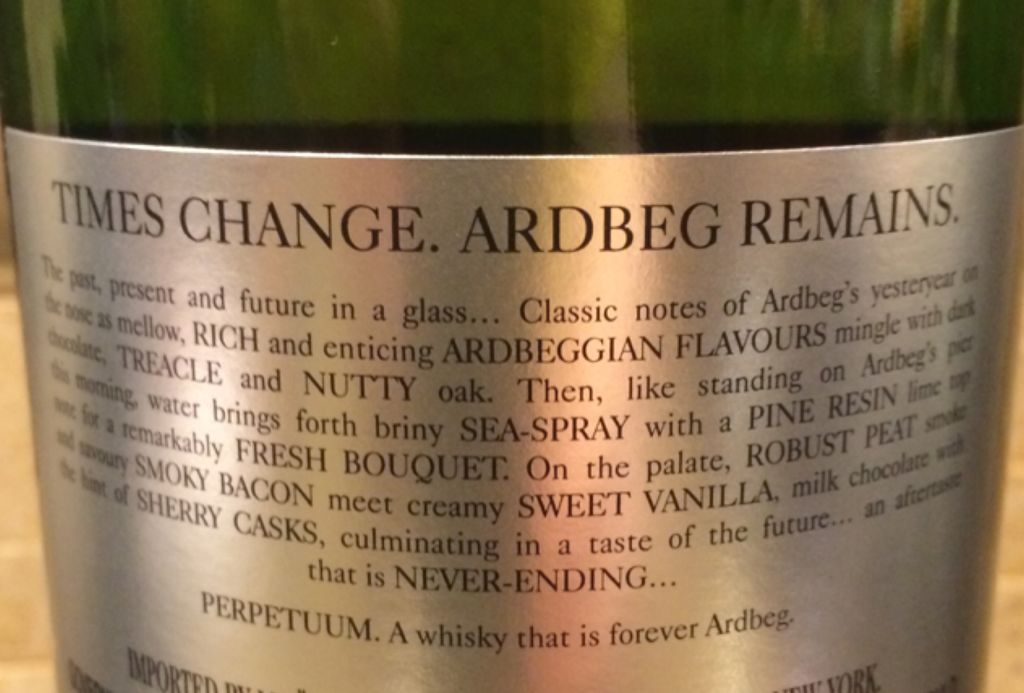 TIMES CHANGE. ARDBEG REMAINS.
The past, present and future in a glass... Classic notes of Ardbeg's yesteryear on
the nose as mellow, RICH and enticing ARDBEGGIAN FLAVOURS mingle with dark
chocolate, TREACLE and NUTTY oak. Then, like standing on Ardbeg's pier
this morning, water brings forth briny SEA-SPRAY with a PINE RESIN lime top
note for a remarkably FRESH BOUQUET. On the palate, ROBUST PEAT smoke
and savoury SMOKY BACON meet creamy SWEET VANILLA, milk chocolate with
the hint of SHERRY CASKS, culminating in a taste of the future... an aftertaste
that is NEVER-ENDING...
PERPETUUM. A whisky that is forever Ardbeg.
IMPORTED BY NEW YORK,